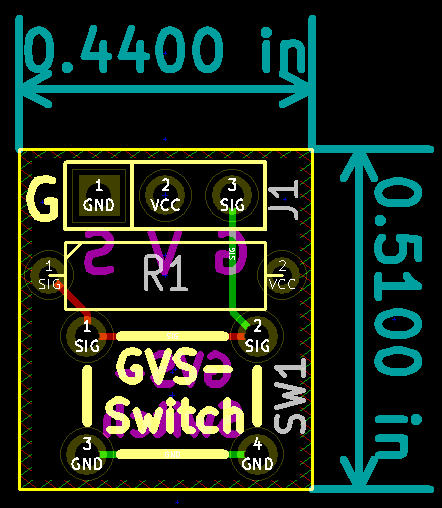 0.4400 in
G
1 GND
2 VCC
3 SIG
J1
SIG
S V G
1 SIG
R1
2 VCC
0.5100 in
1 SIG
2 SIG
GVS-
Switch
SW1
3 GND
4 GND